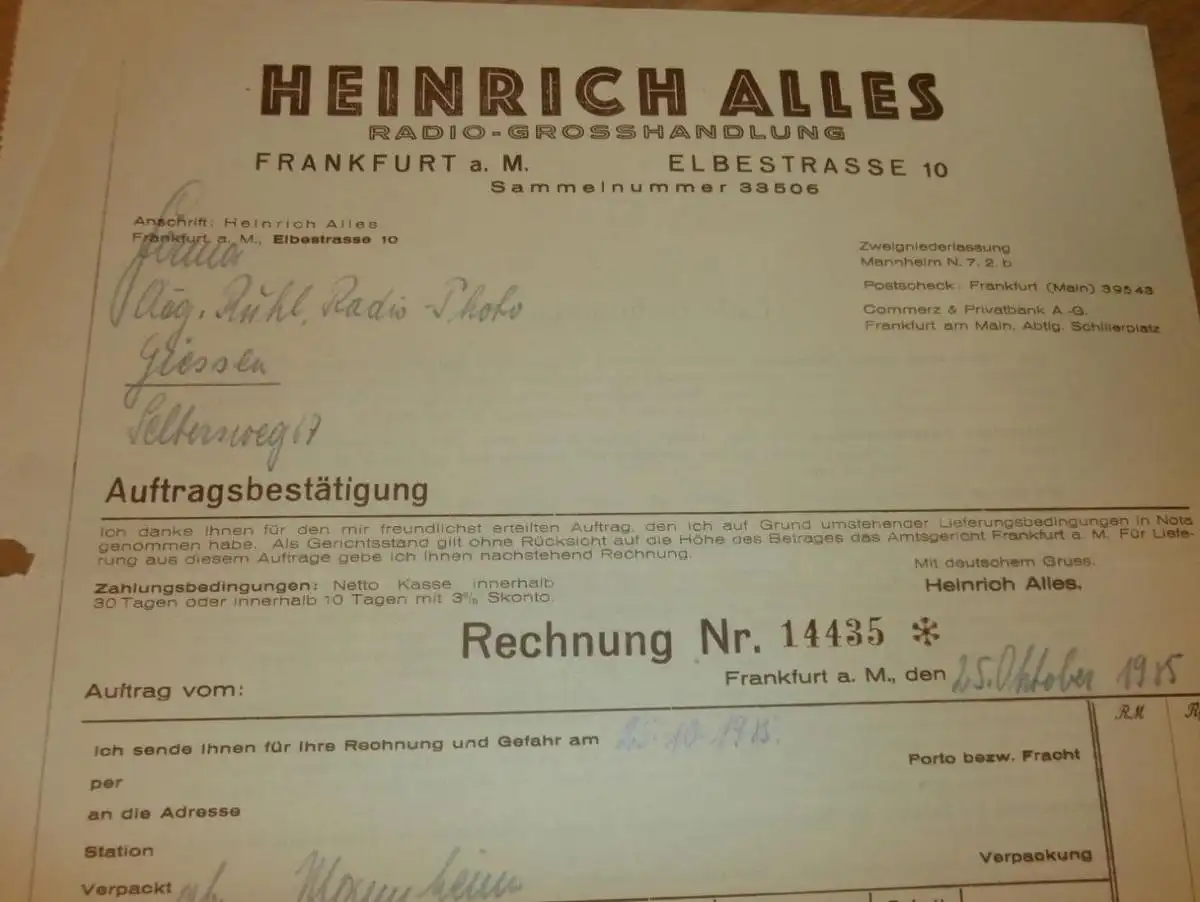 HEINRICH ALLES
RADIO-GROSSHANDLUNG
FRANKFURT a. M. ELBESTRASSE 10
Sammelnummer 33506
Anschrift: Heinrich Alles
Frankfurt a. M., Elbestrasse 10
Zweigniederlassung
Mannheim N. 7. 2. b
Postscheck: Frankfurt (Main) 39543
Commerz & Privatbank A.-G.
Frankfurt am Main, Abtlg. Schillerplatz
Firma
Aug. Rühl, Radio-Photo
Giessen
Seltersweg 67
Auftragsbestätigung
Ich danke Ihnen für den mir freundlichst erteilten Auftrag, den ich auf Grund umstehender Lieferungsbedingungen in Nota
genommen habe. Als Gerichtsstand gilt ohne Rücksicht auf die Höhe des Betrages das Amtsgericht Frankfurt a. M. Für Liefe-
rung aus diesem Auftrage gebe ich Ihnen nachstehend Rechnung.
Mit deutschem Gruss.
Heinrich Alles.
Zahlungsbedingungen: Netto Kasse innerhalb
30 Tagen oder innerhalb 10 Tagen mit 3% Skonto.
Rechnung Nr. 14435 *
Frankfurt a. M., den 25. Oktober
Auftrag vom:
RM
Ich sende Ihnen für Ihre Rechnung und Gefahr am
Porto bezw. Fracht
per
an die Adresse
Station
Verpackung
Verpackt ab Mannheim